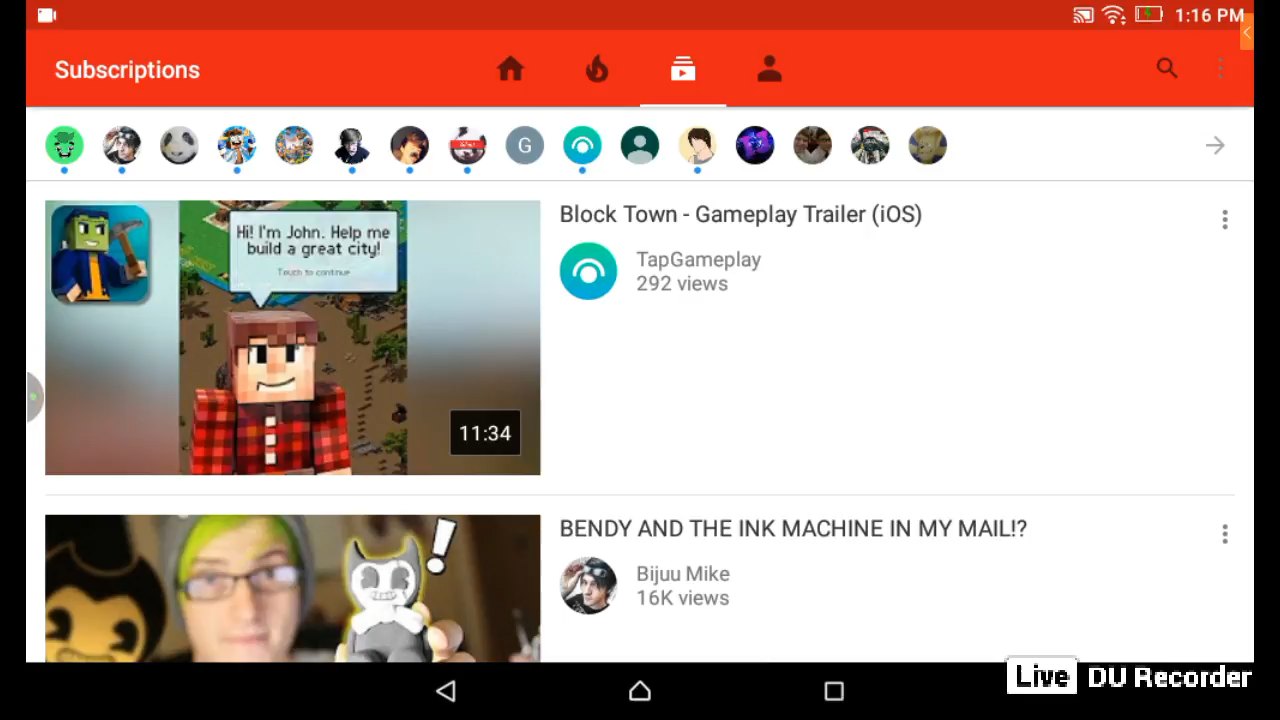 1:16 PM
Subscriptions
G
Hi! I'm John. Help me
build a great city!
Touch to continue
11:34
Block Town - Gameplay Trailer (iOS)
TapGameplay
292 views
BENDY AND THE INK MACHINE IN MY MAIL!?
Bijuu Mike
16K views
Live DU Recorder